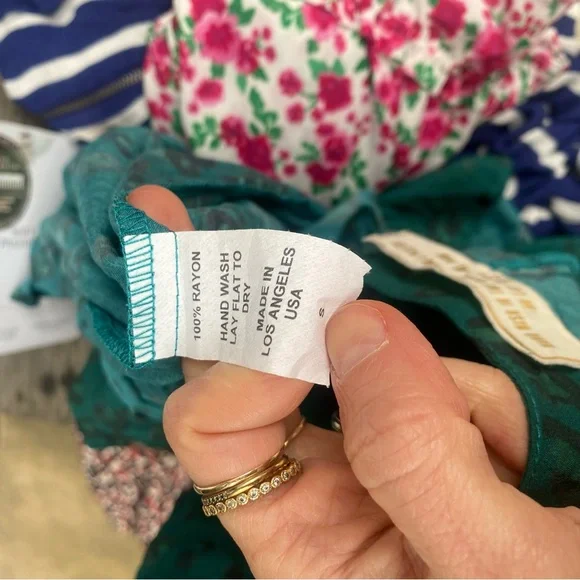 100% RAYON
HAND WASH
LAY FLAT TO
DRY
MADE IN
LOS ANGELES
USA
S